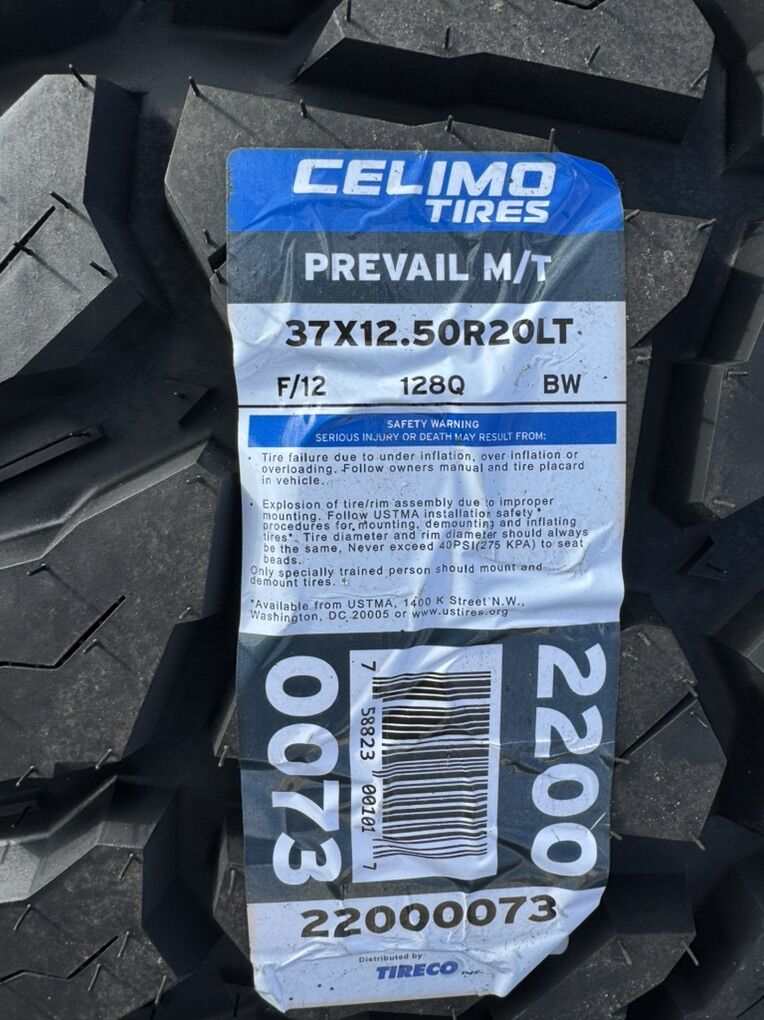 CELIMO
TIRES
PREVAIL M/T
37X12.50R20LT
F/12 128Q BW
SAFETY WARNING
SERIOUS INJURY OR DEATH MAY RESULT FROM:
· Tire failure due to under inflation, over inflation or
overloading. Follow owners manual and tire placard
in vehicle.
· Explosion of tire/rim assembly due to improper
mounting. Follow USTMA installation safety
procedures for mounting, demounting and inflating
tires*. Tire diameter and rim diameter should always
be the same, Never exceed 40PSI(275 KPA) to seat
beads.
Only specially trained person should mount and
demount tires.
*Available from USTMA, 1400 K Street N.W.,
Washington, DC 20005 or www.ustires.org
2200
7 58823 00101 7
0073
22000073
Distributed by
TIRECO INC.